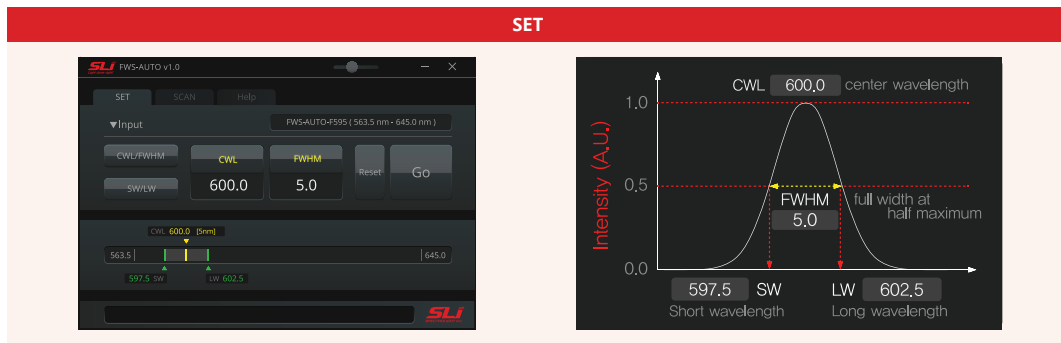 SET
SLi FWS-AUTO v1.0
SET SCAN Help
▼Input FWS-AUTO-F595 ( 563.5 nm - 645.0 nm )
CWL/FWHM
SW/LW
CWL
600.0
FWHM
5.0
Reset
Go
CWL 600.0 [5nm]
563.5
645.0
597.5 SW
LW 602.5
SLi
CWL 600.0 center wavelength
Intensity (A.U.)
1.0
0.5
0.0
FWHM
5.0
full width at
half maximum
597.5 SW
Short wavelength
LW 602.5
Long wavelength